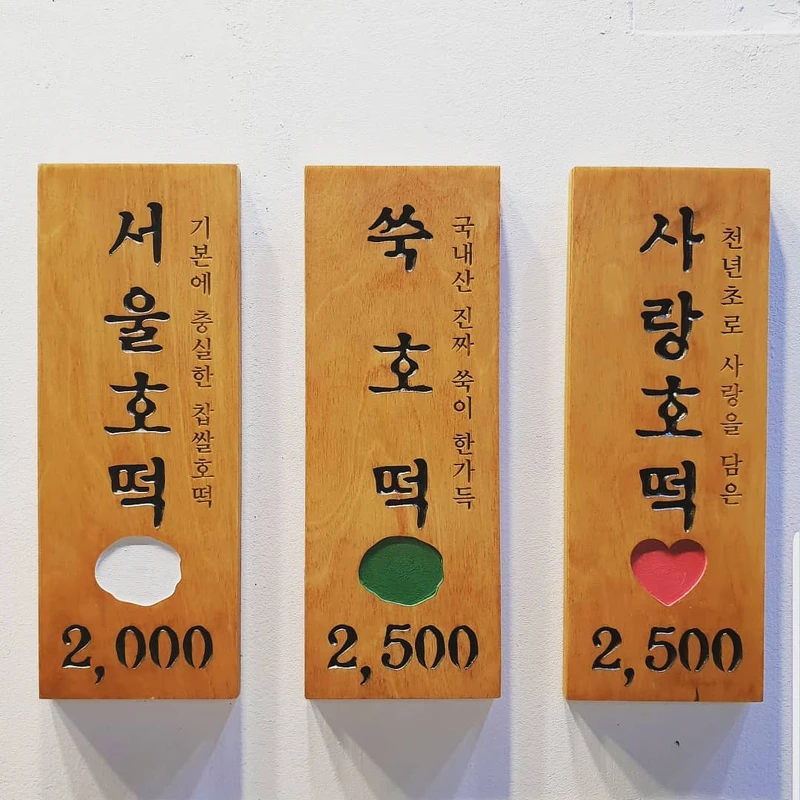 서울호떡
기본에 충실한 찹쌀호떡
2,000
쑥호떡
국내산 진짜 쑥이 한가득
2,500
사랑호떡
천년초로 사랑을 담은
2,500